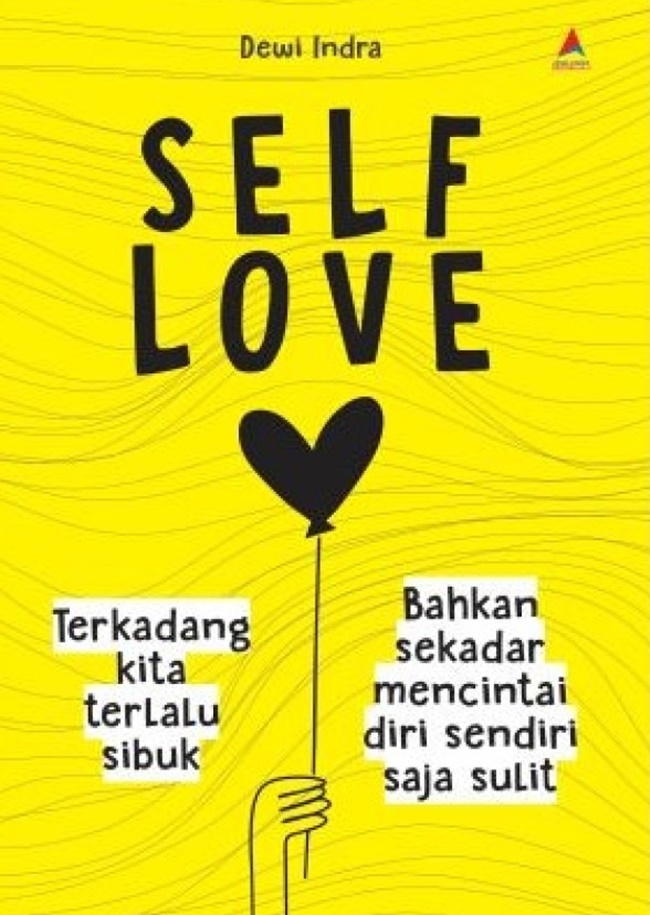 Dewi Indra
SELF
LOVE
Terkadang
kita
terlalu
sibuk
Bahkan
sekadar
mencintai
diri sendiri
saja sulit